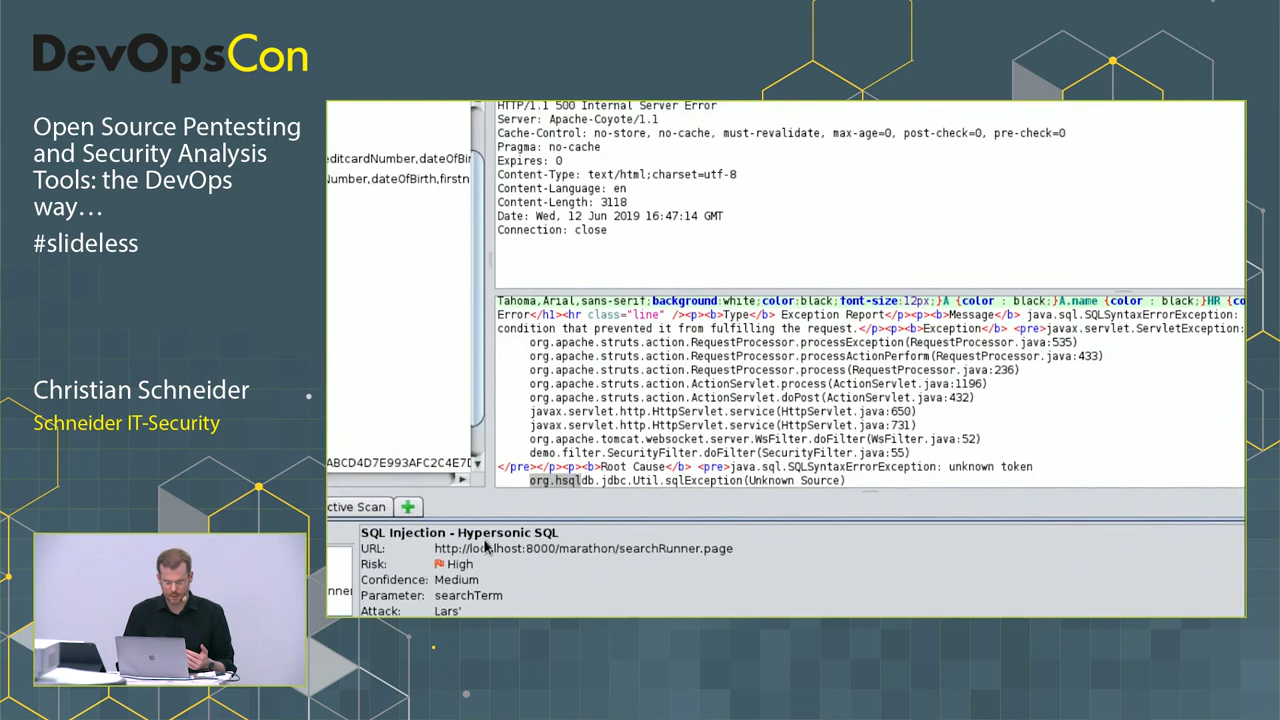 DevOpsCon
Open Source Pentesting
and Security Analysis
Tools: the DevOps
way…
#slideless
Christian Schneider
Schneider IT-Security
editcardNumber,dateOfBir
Number,dateOfBirth,firstn
ABCD4D7E993AFC2C4E7D
HTTP/1.1 500 Internal Server Error
Server: Apache-Coyote/1.1
Cache-Control: no-store, no-cache, must-revalidate, max-age=0, post-check=0, pre-check=0
Pragma: no-cache
Expires: 0
Content-Type: text/html;charset=utf-8
Content-Language: en
Content-Length: 3118
Date: Wed, 12 Jun 2019 16:47:14 GMT
Connection: close
Tahoma,Arial,sans-serif;background:white;color:black;font-size:12px;}A {color : black;}A.name {color : black;}HR {co
Error</h1><hr class="line" /><p><b>Type</b> Exception Report</p><p><b>Message</b> java.sql.SQLSyntaxErrorException:
condition that prevented it from fulfilling the request.</p><p><b>Exception</b> <pre>javax.servlet.ServletException:
org.apache.struts.action.RequestProcessor.processException(RequestProcessor.java:535)
org.apache.struts.action.RequestProcessor.processActionPerform(RequestProcessor.java:433)
org.apache.struts.action.RequestProcessor.process(RequestProcessor.java:236)
org.apache.struts.action.ActionServlet.process(ActionServlet.java:1196)
org.apache.struts.action.ActionServlet.doPost(ActionServlet.java:432)
javax.servlet.http.HttpServlet.service(HttpServlet.java:650)
javax.servlet.http.HttpServlet.service(HttpServlet.java:731)
org.apache.tomcat.websocket.server.WsFilter.doFilter(WsFilter.java:52)
demo.filter.SecurityFilter.doFilter(SecurityFilter.java:55)
</pre></p><p><b>Root Cause</b> <pre>java.sql.SQLSyntaxErrorException: unknown token
org.hsqldb.jdbc.Util.sqlException(Unknown Source)
ctive Scan
nner
SQL Injection - Hypersonic SQL
URL: http://localhost:8000/marathon/searchRunner.page
Risk: High
Confidence: Medium
Parameter: searchTerm
Attack: Lars'